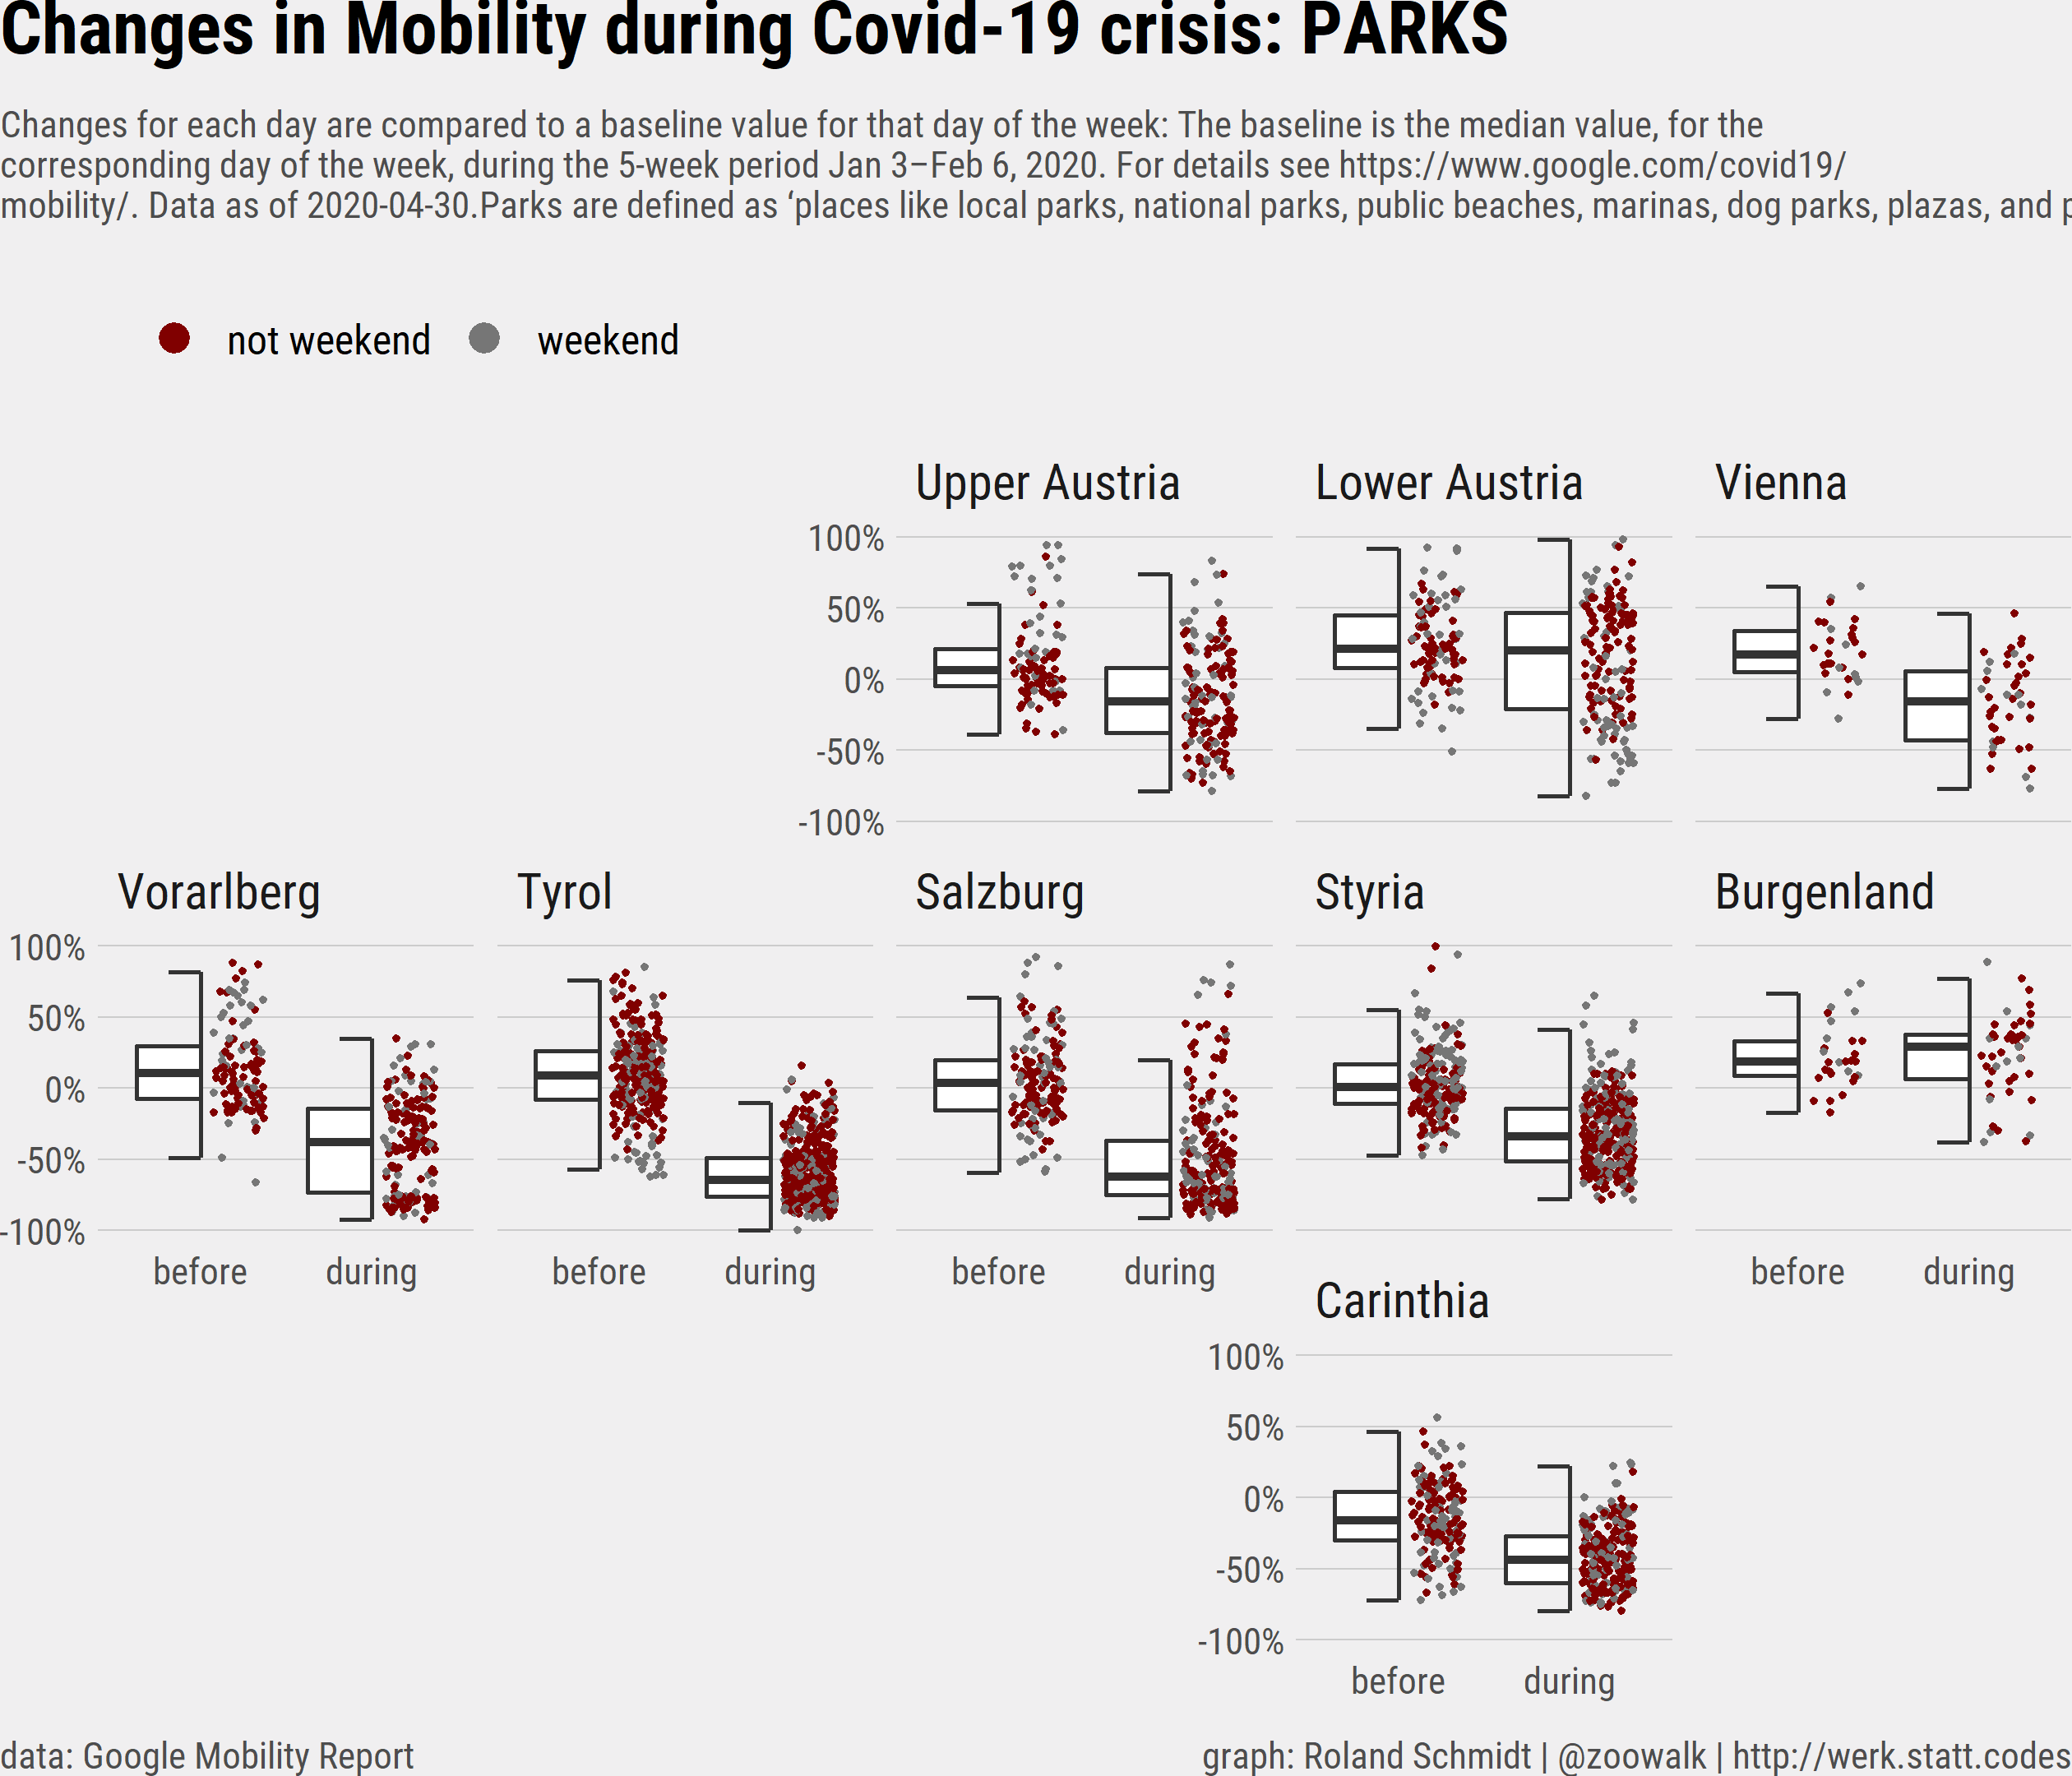 Changes in Mobility during Covid-19 crisis: PARKS
Changes for each day are compared to a baseline value for that day of the week: The baseline is the median value, for the
corresponding day of the week, during the 5-week period Jan 3–Feb 6, 2020. For details see https://www.google.com/covid19/
mobility/. Data as of 2020-04-30.Parks are defined as ‘places like local parks, national parks, public beaches, marinas, dog parks, plazas, and
not weekend
weekend
Upper Austria
Lower Austria
Vienna
100%
50%
0%
-50%
-100%
Vorarlberg
Tyrol
Salzburg
Styria
Burgenland
100%
50%
0%
-50%
-100%
before
during
before
during
before
during
before
during
Carinthia
100%
50%
0%
-50%
-100%
before
during
data: Google Mobility Report
graph: Roland Schmidt | @zoowalk | http://werk.statt.codes